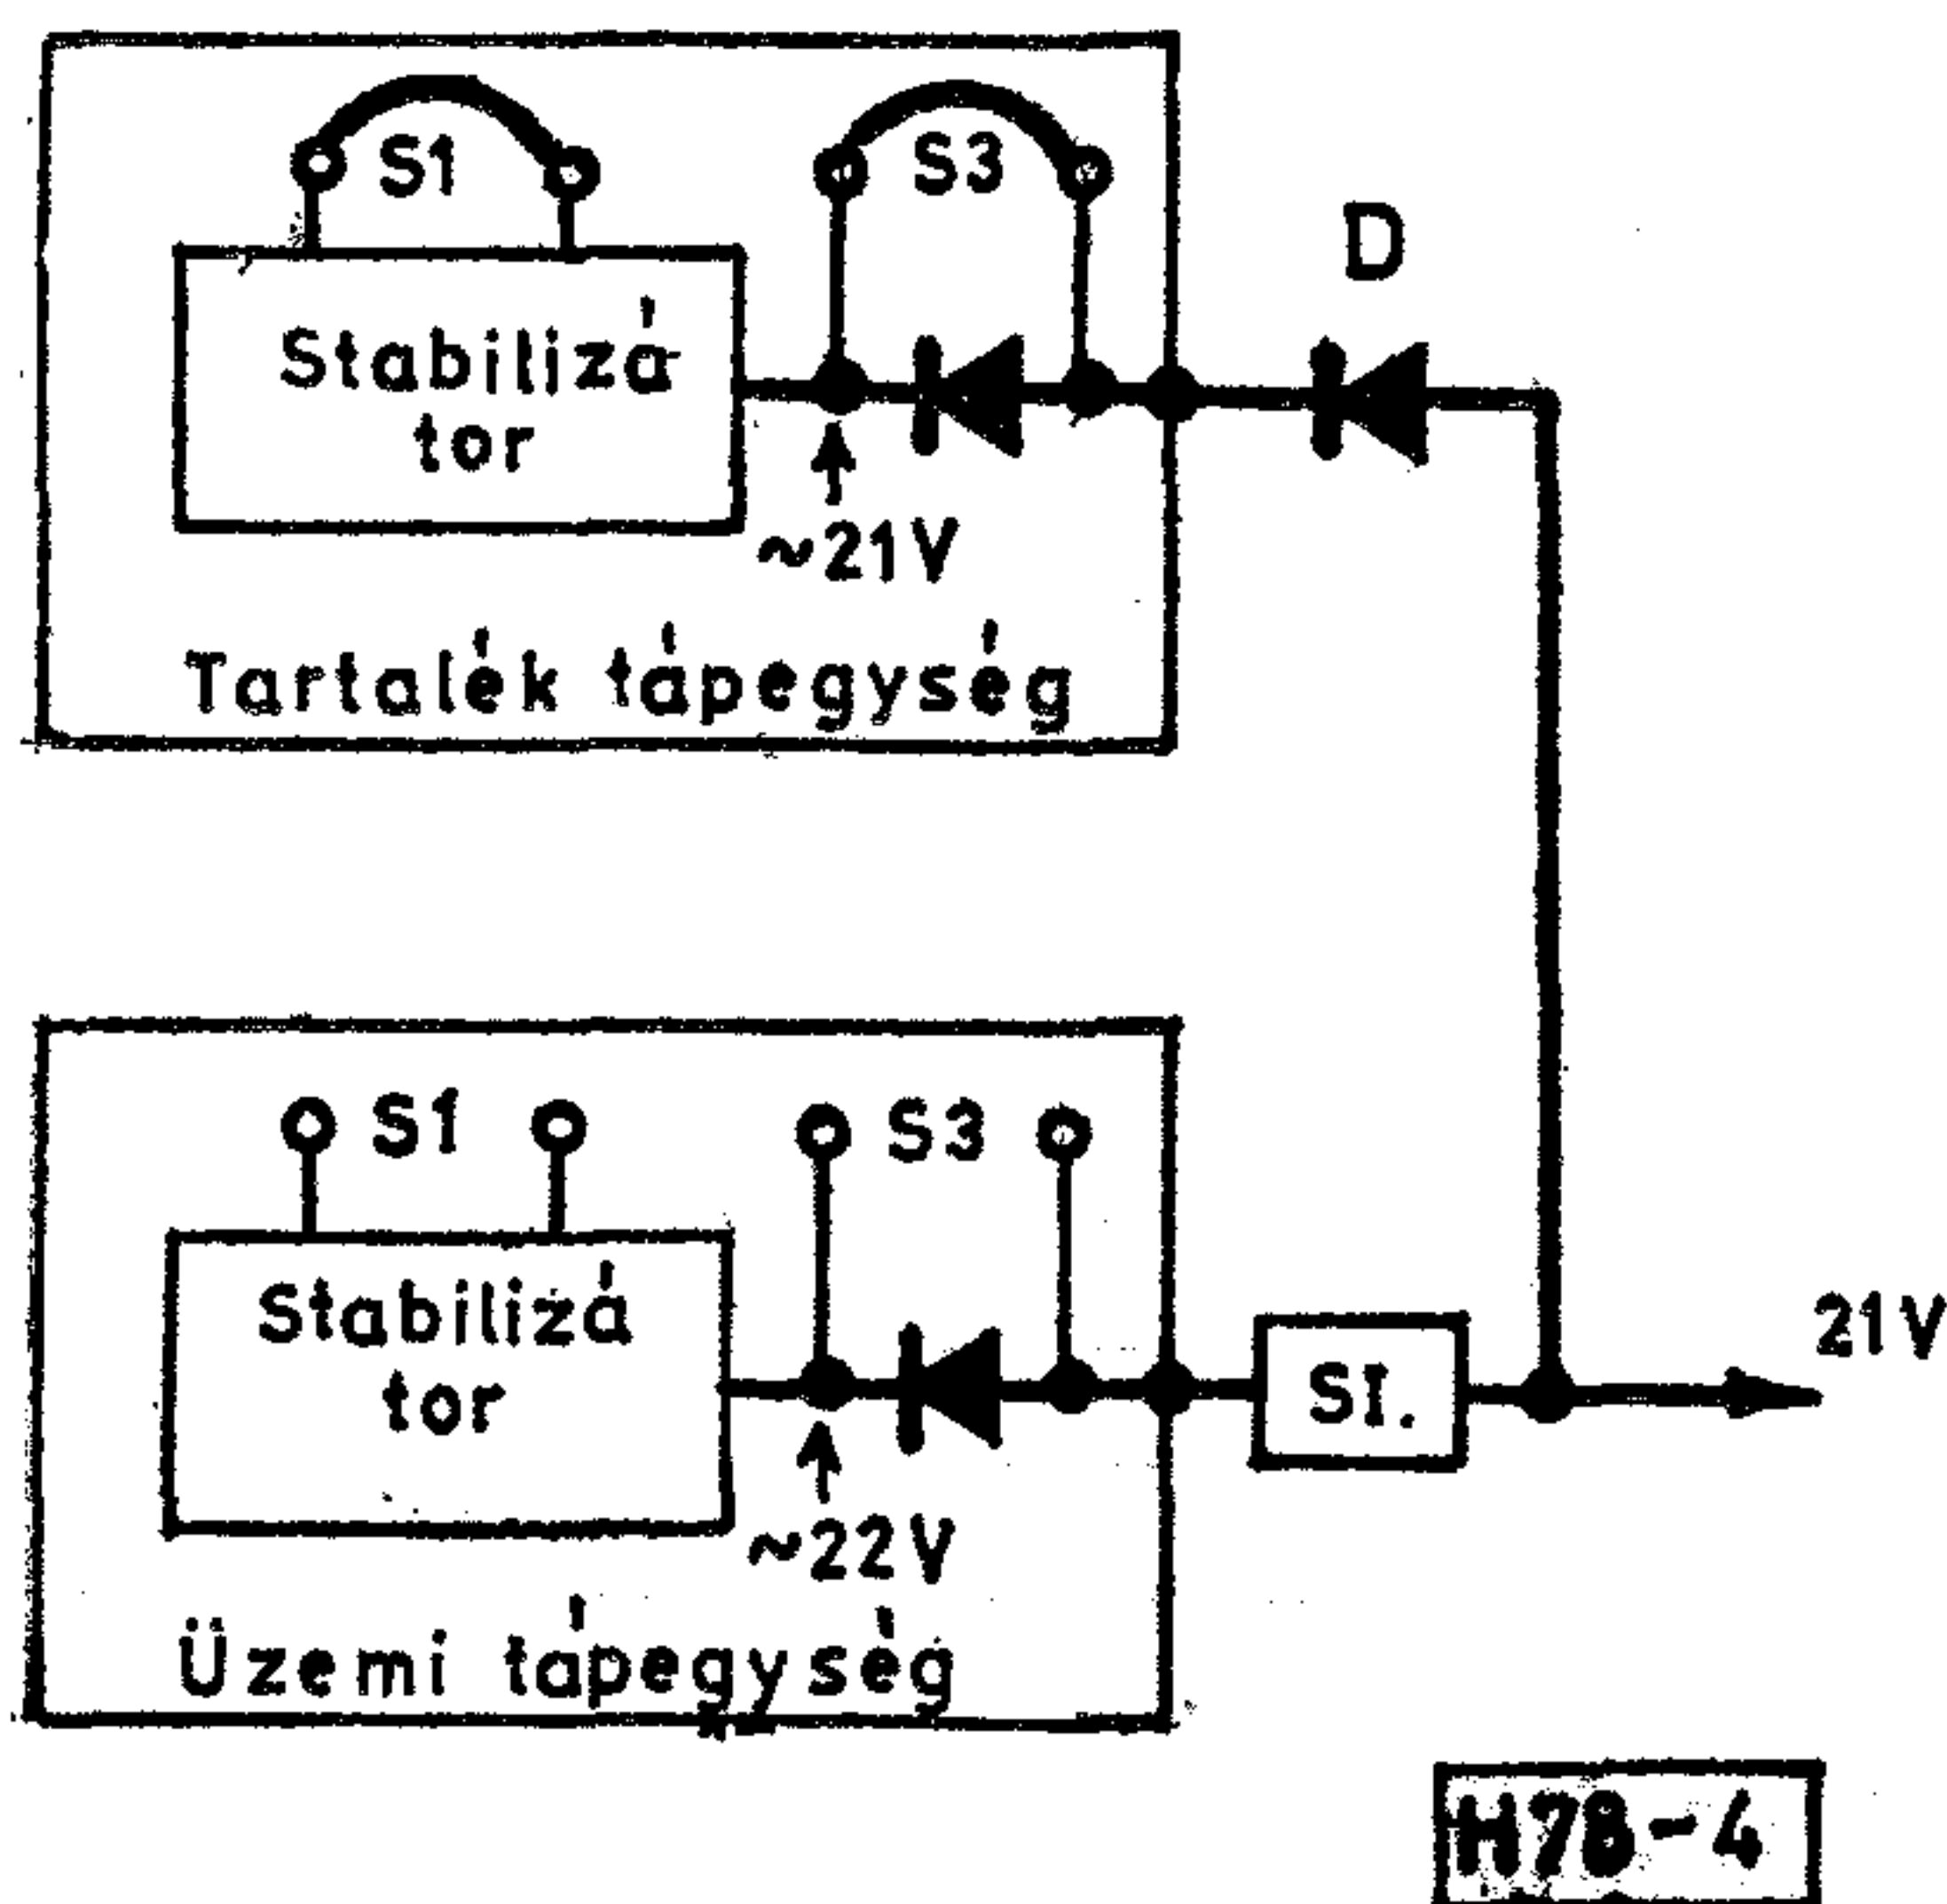 S1
S3
D
Stabilizá
tor
~21V
Tartalék tápegység
S1
S3
Stabilizá
tor
SI.
21V
~22V
Üzemi tápegység
H78-4